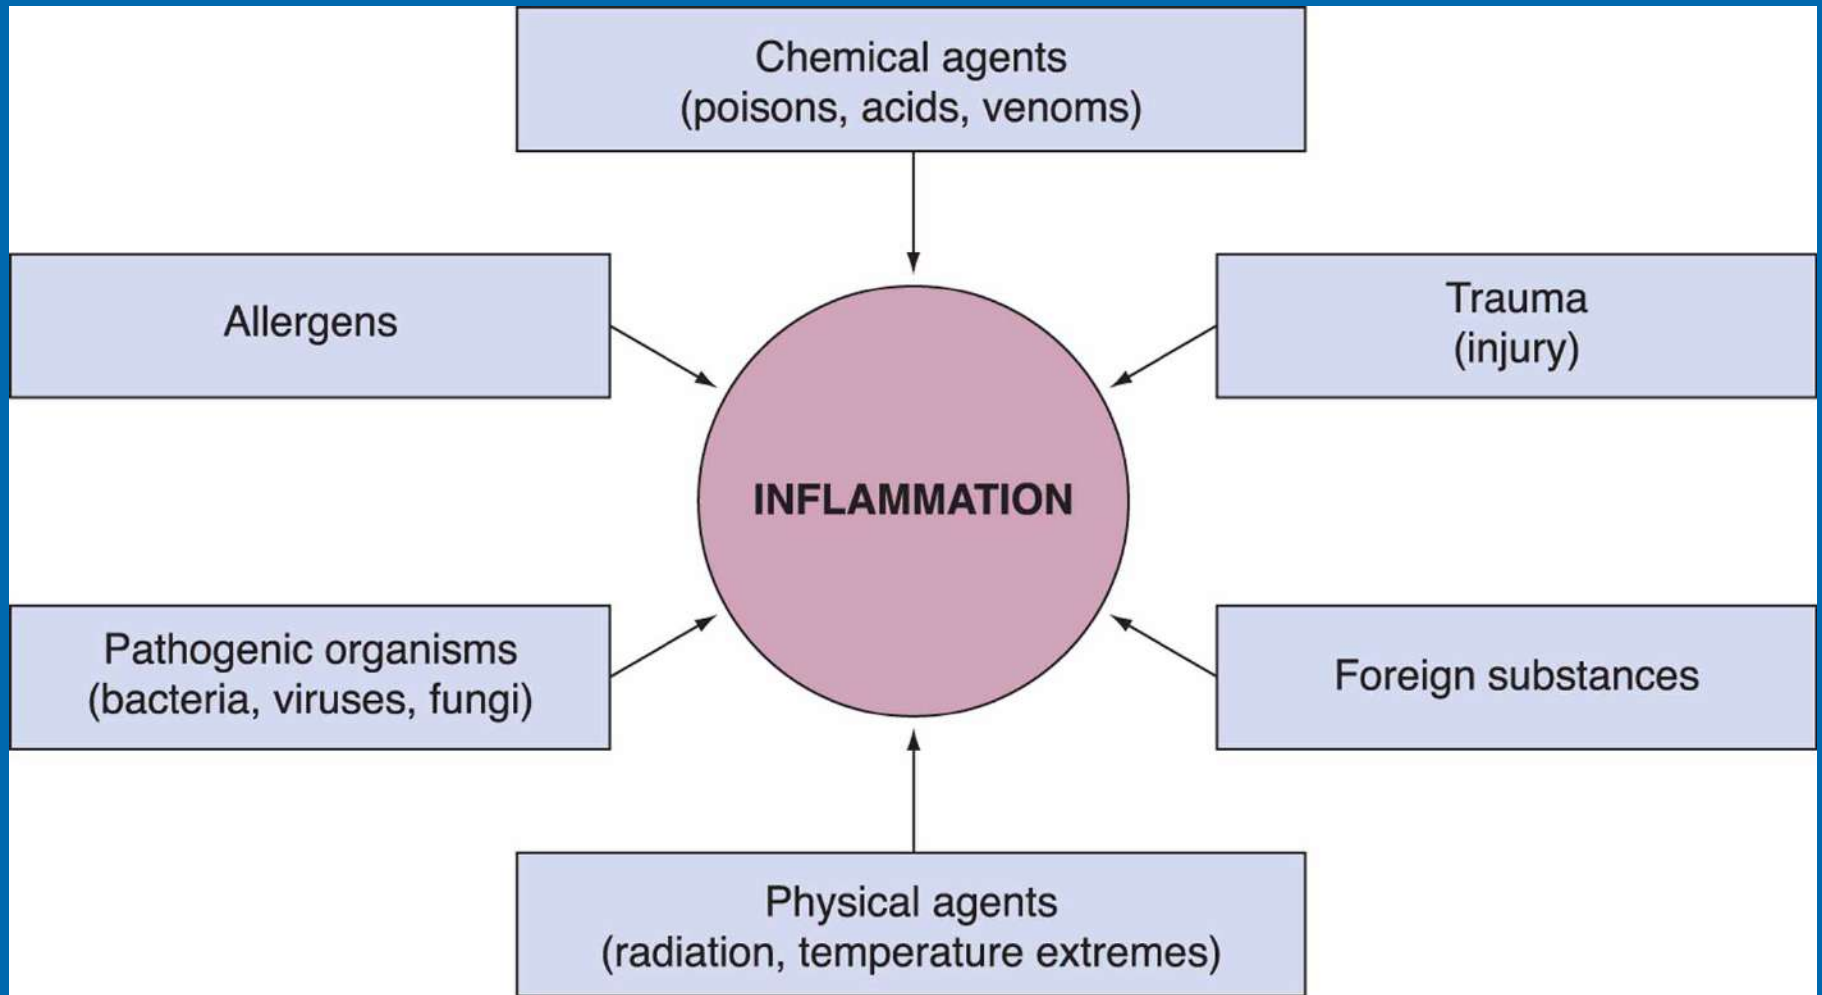 Chemical agents
(poisons, acids, venoms)
Allergens
Trauma
(injury)
INFLAMMATION
Pathogenic organisms
(bacteria, viruses, fungi)
Foreign substances
Physical agents
(radiation, temperature extremes)